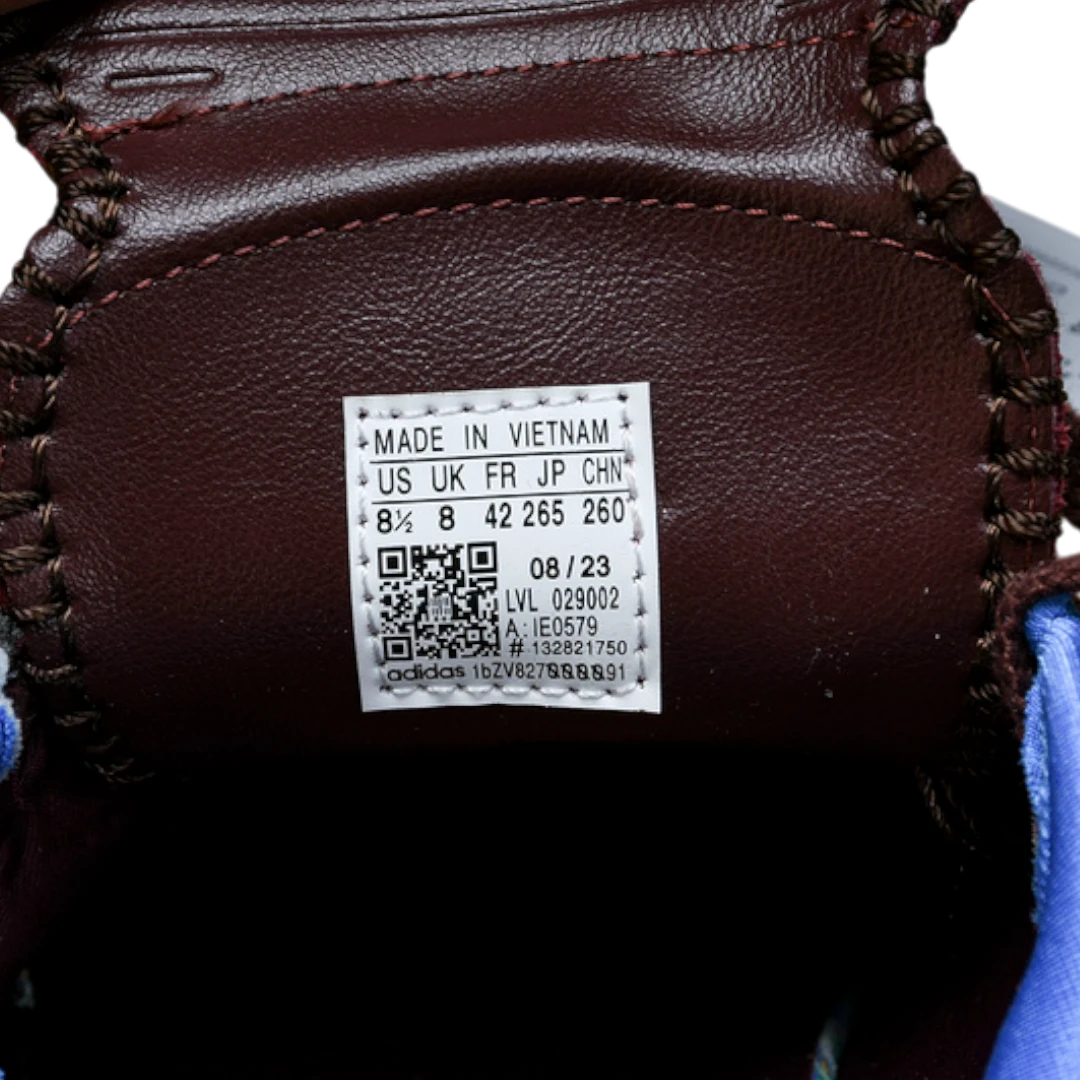 MADE IN VIETNAM
US UK FR JP CHN
8½ 8 42 265 260
08 / 23
LVL 029002
A: IE0579
# 132821750
adidas 1bZV827ØØØØ91